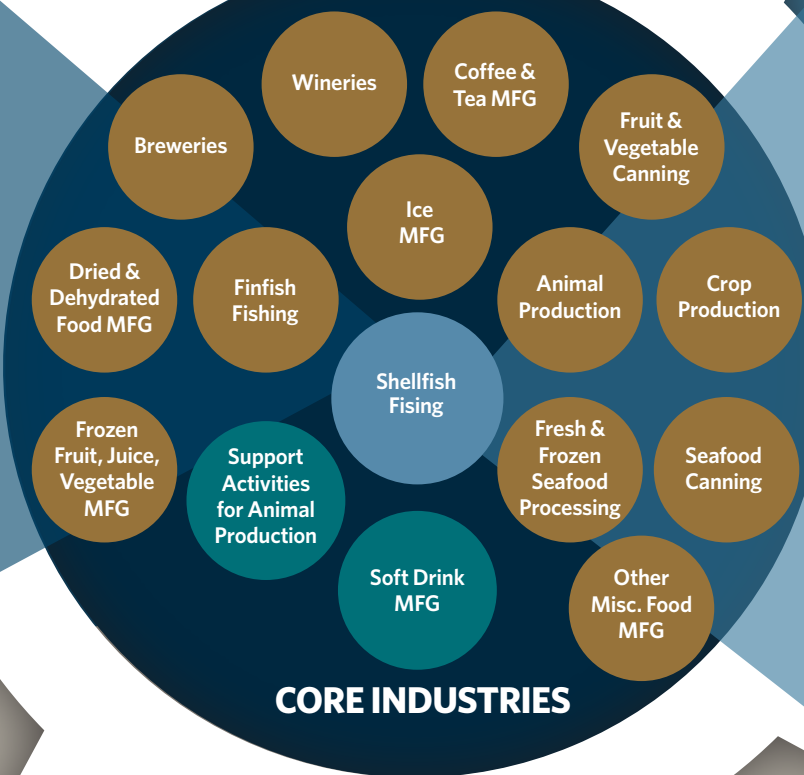 Wineries
Coffee &
Tea MFG
Breweries
Fruit &
Vegetable
Canning
Ice
MFG
Dried &
Dehydrated
Food MFG
Finfish
Fishing
Animal
Production
Crop
Production
Shellfish
Fising
Frozen
Fruit, Juice,
Vegetable
MFG
Support
Activities
for Animal
Production
Fresh &
Frozen
Seafood
Processing
Seafood
Canning
Soft Drink
MFG
Other
Misc. Food
MFG
CORE INDUSTRIES